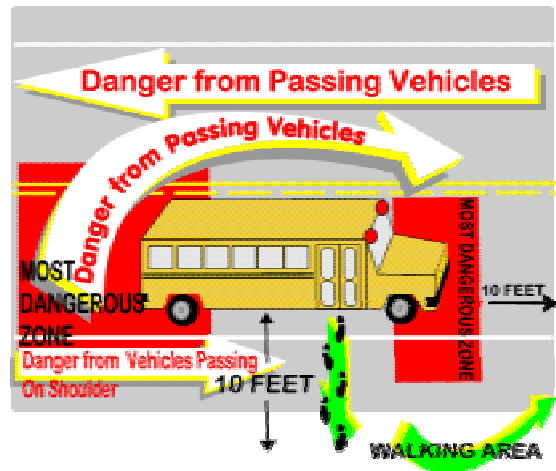 Danger from Passing Vehicles
Danger from Passing Vehicles
MOST
DANGEROUS
ZONE
MOST DANGEROUS ZONE
10 FEET
Danger from Vehicles Passing
On Shoulder
10 FEET
WALKING AREA